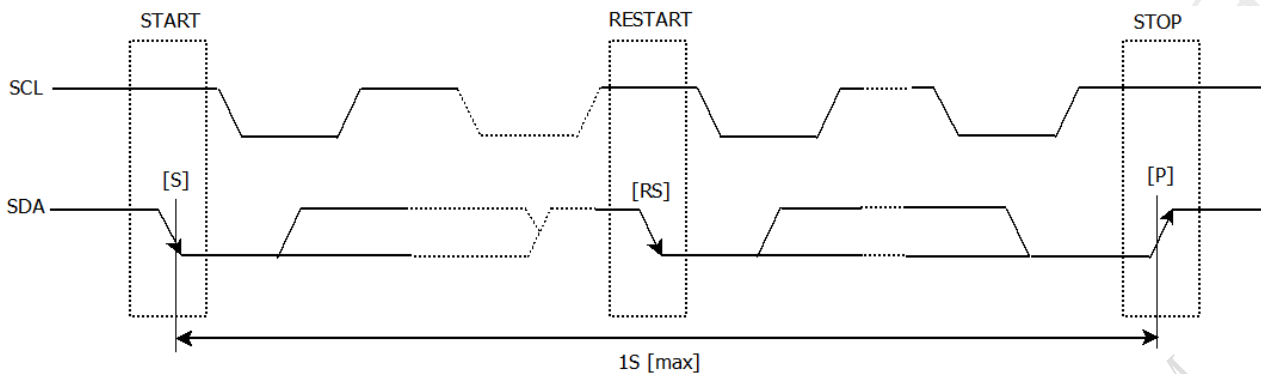 START RESTART STOP
SCL
[S] [RS] [P]
SDA
1S [max]